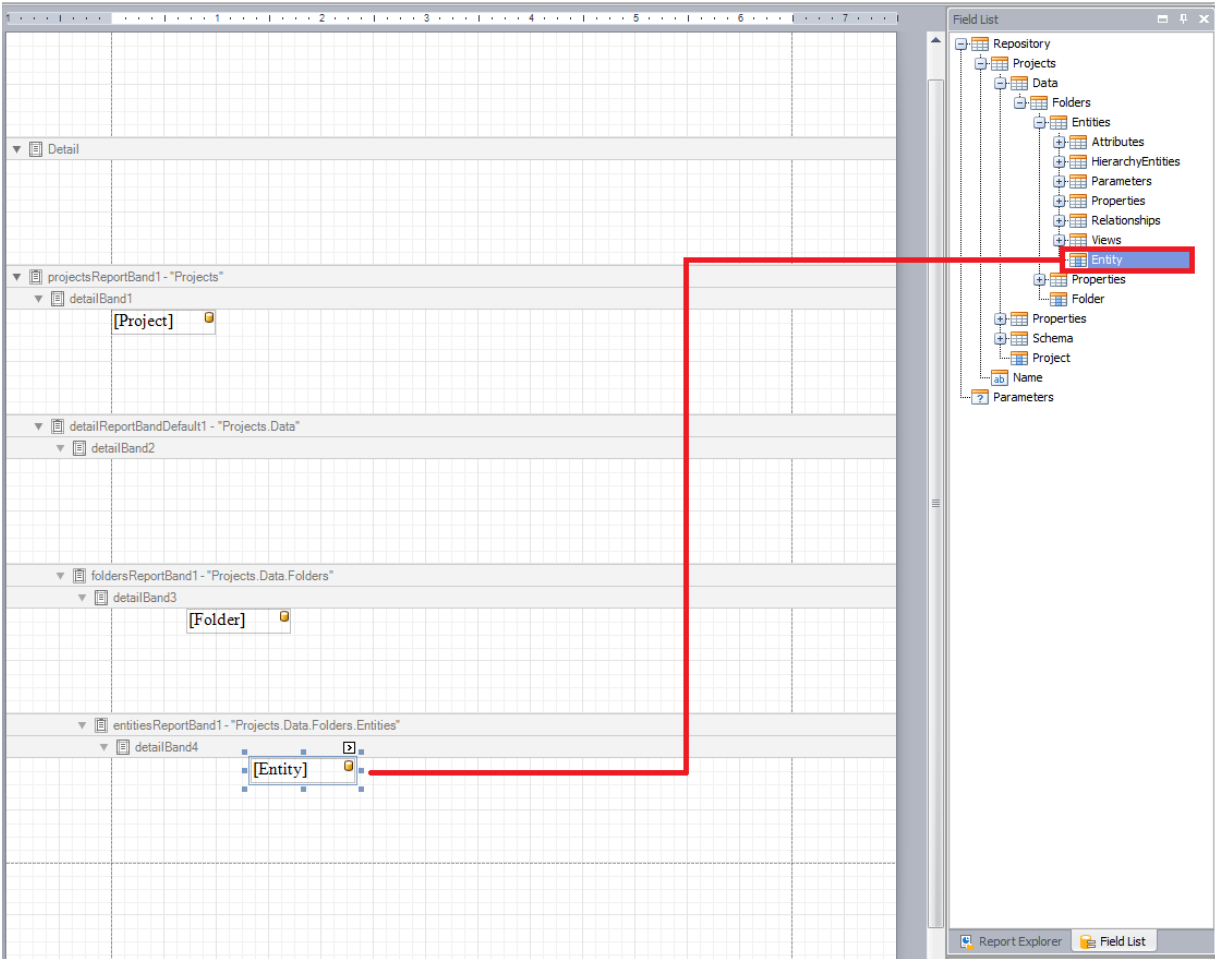 1 1 2 3 4 5 6 7
Detail
projectsReportBand1 - "Projects"
detailBand1
[Project]
detailReportBandDefault1 - "Projects.Data"
detailBand2
foldersReportBand1 - "Projects.Data.Folders"
detailBand3
[Folder]
entitiesReportBand1 - "Projects.Data.Folders.Entities"
detailBand4
[Entity]
Field List
Repository
Projects
Data
Folders
Entities
Attributes
HierarchyEntities
Parameters
Properties
Relationships
Views
Entity
Properties
Folder
Properties
Schema
Project
ab Name
? Parameters
Report Explorer
Field List